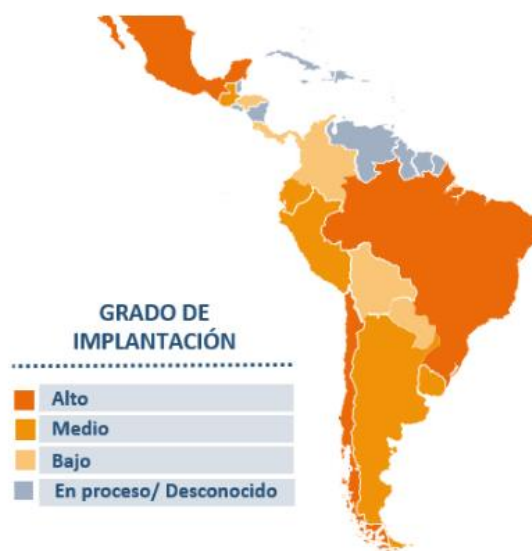 GRADO DE
IMPLANTACIÓN
Alto
Medio
Bajo
En proceso/ Desconocido